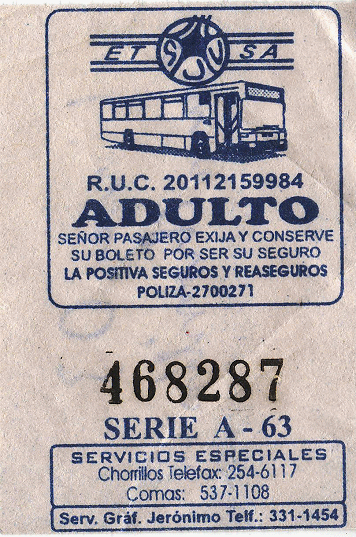 ET SA
R.U.C. 20112159984
ADULTO
SEÑOR PASAJERO EXIJA Y CONSERVE
SU BOLETO POR SER SU SEGURO
LA POSITIVA SEGUROS Y REASEGUROS
POLIZA-2700271
468287
SERIE A - 63
SERVICIOS ESPECIALES
Chorrillos Telefax: 254-6117
Comas: 537-1108
Serv. Gráf. Jerónimo Telf.: 331-1454